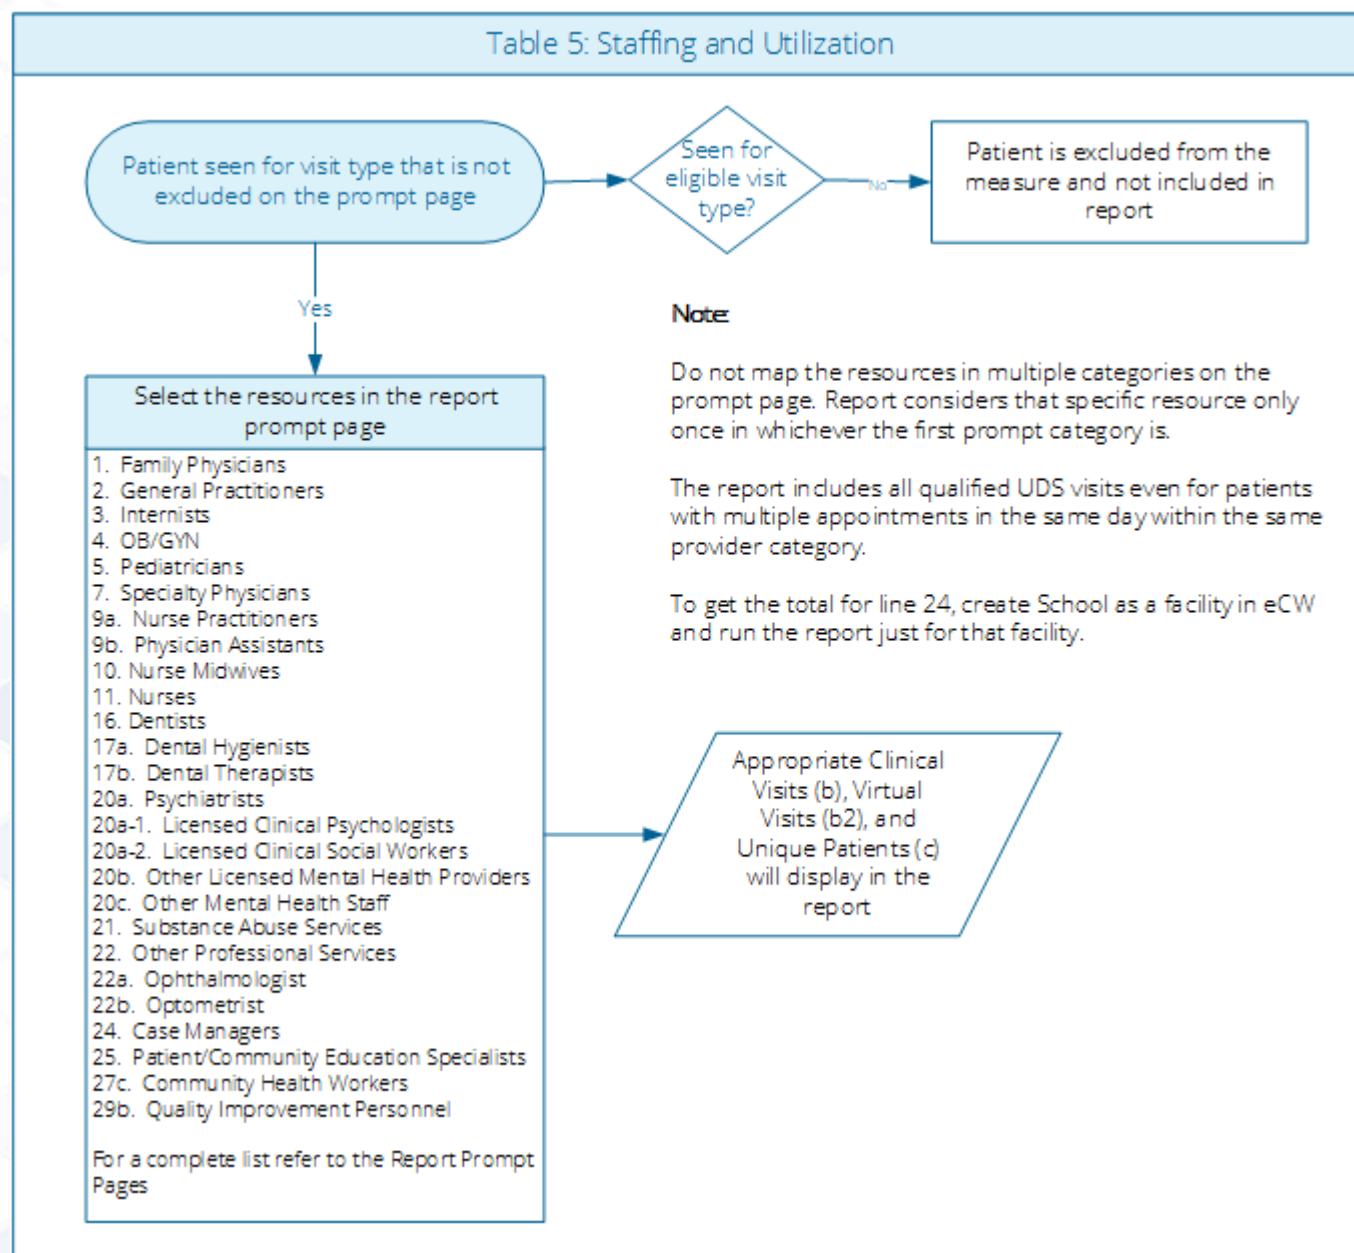 Table 5: Staffing and Utilization
Patient seen for visit type that is not
excluded on the prompt page
Seen for
eligible visit
type?
No
Patient is excluded from the
measure and not included in
report
Yes
Select the resources in the report
prompt page
1. Family Physicians
2. General Practitioners
3. Internists
4. OB/GYN
5. Pediatricians
7. Specialty Physicians
9a. Nurse Practitioners
9b. Physician Assistants
10. Nurse Midwives
11. Nurses
16. Dentists
17a. Dental Hygienists
17b. Dental Therapists
20a. Psychiatrists
20a-1. Licensed Clinical Psychologists
20a-2. Licensed Clinical Social Workers
20b. Other Licensed Mental Health Providers
20c. Other Mental Health Staff
21. Substance Abuse Services
22. Other Professional Services
22a. Ophthalmologist
22b. Optometrist
24. Case Managers
25. Patient/Community Education Specialists
27c. Community Health Workers
29b. Quality Improvement Personnel
For a complete list refer to the Report Prompt
Pages
Note:
Do not map the resources in multiple categories on the
prompt page. Report considers that specific resource only
once in whichever the first prompt category is.
The report includes all qualified UDS visits even for patients
with multiple appointments in the same day within the same
provider category.
To get the total for line 24, create School as a facility in eCW
and run the report just for that facility.
Appropriate Clinical
Visits (b), Virtual
Visits (b2), and
Unique Patients (c)
will display in the
report